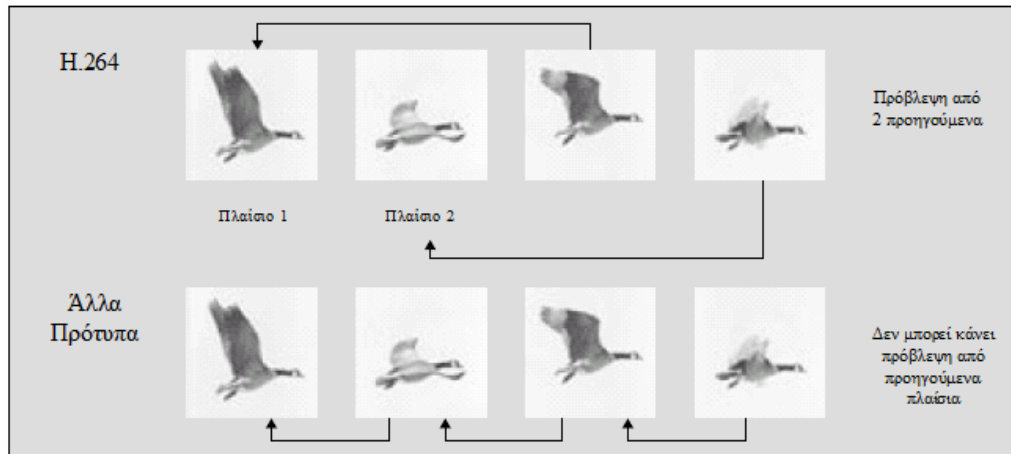 H.264
Πρόβλεψη από
2 προηγούμενα
Πλαίσιο 1
Πλαίσιο 2
Άλλα
Πρότυπα
Δεν μπορεί κάνει
πρόβλεψη από
προηγούμενα
πλαίσια